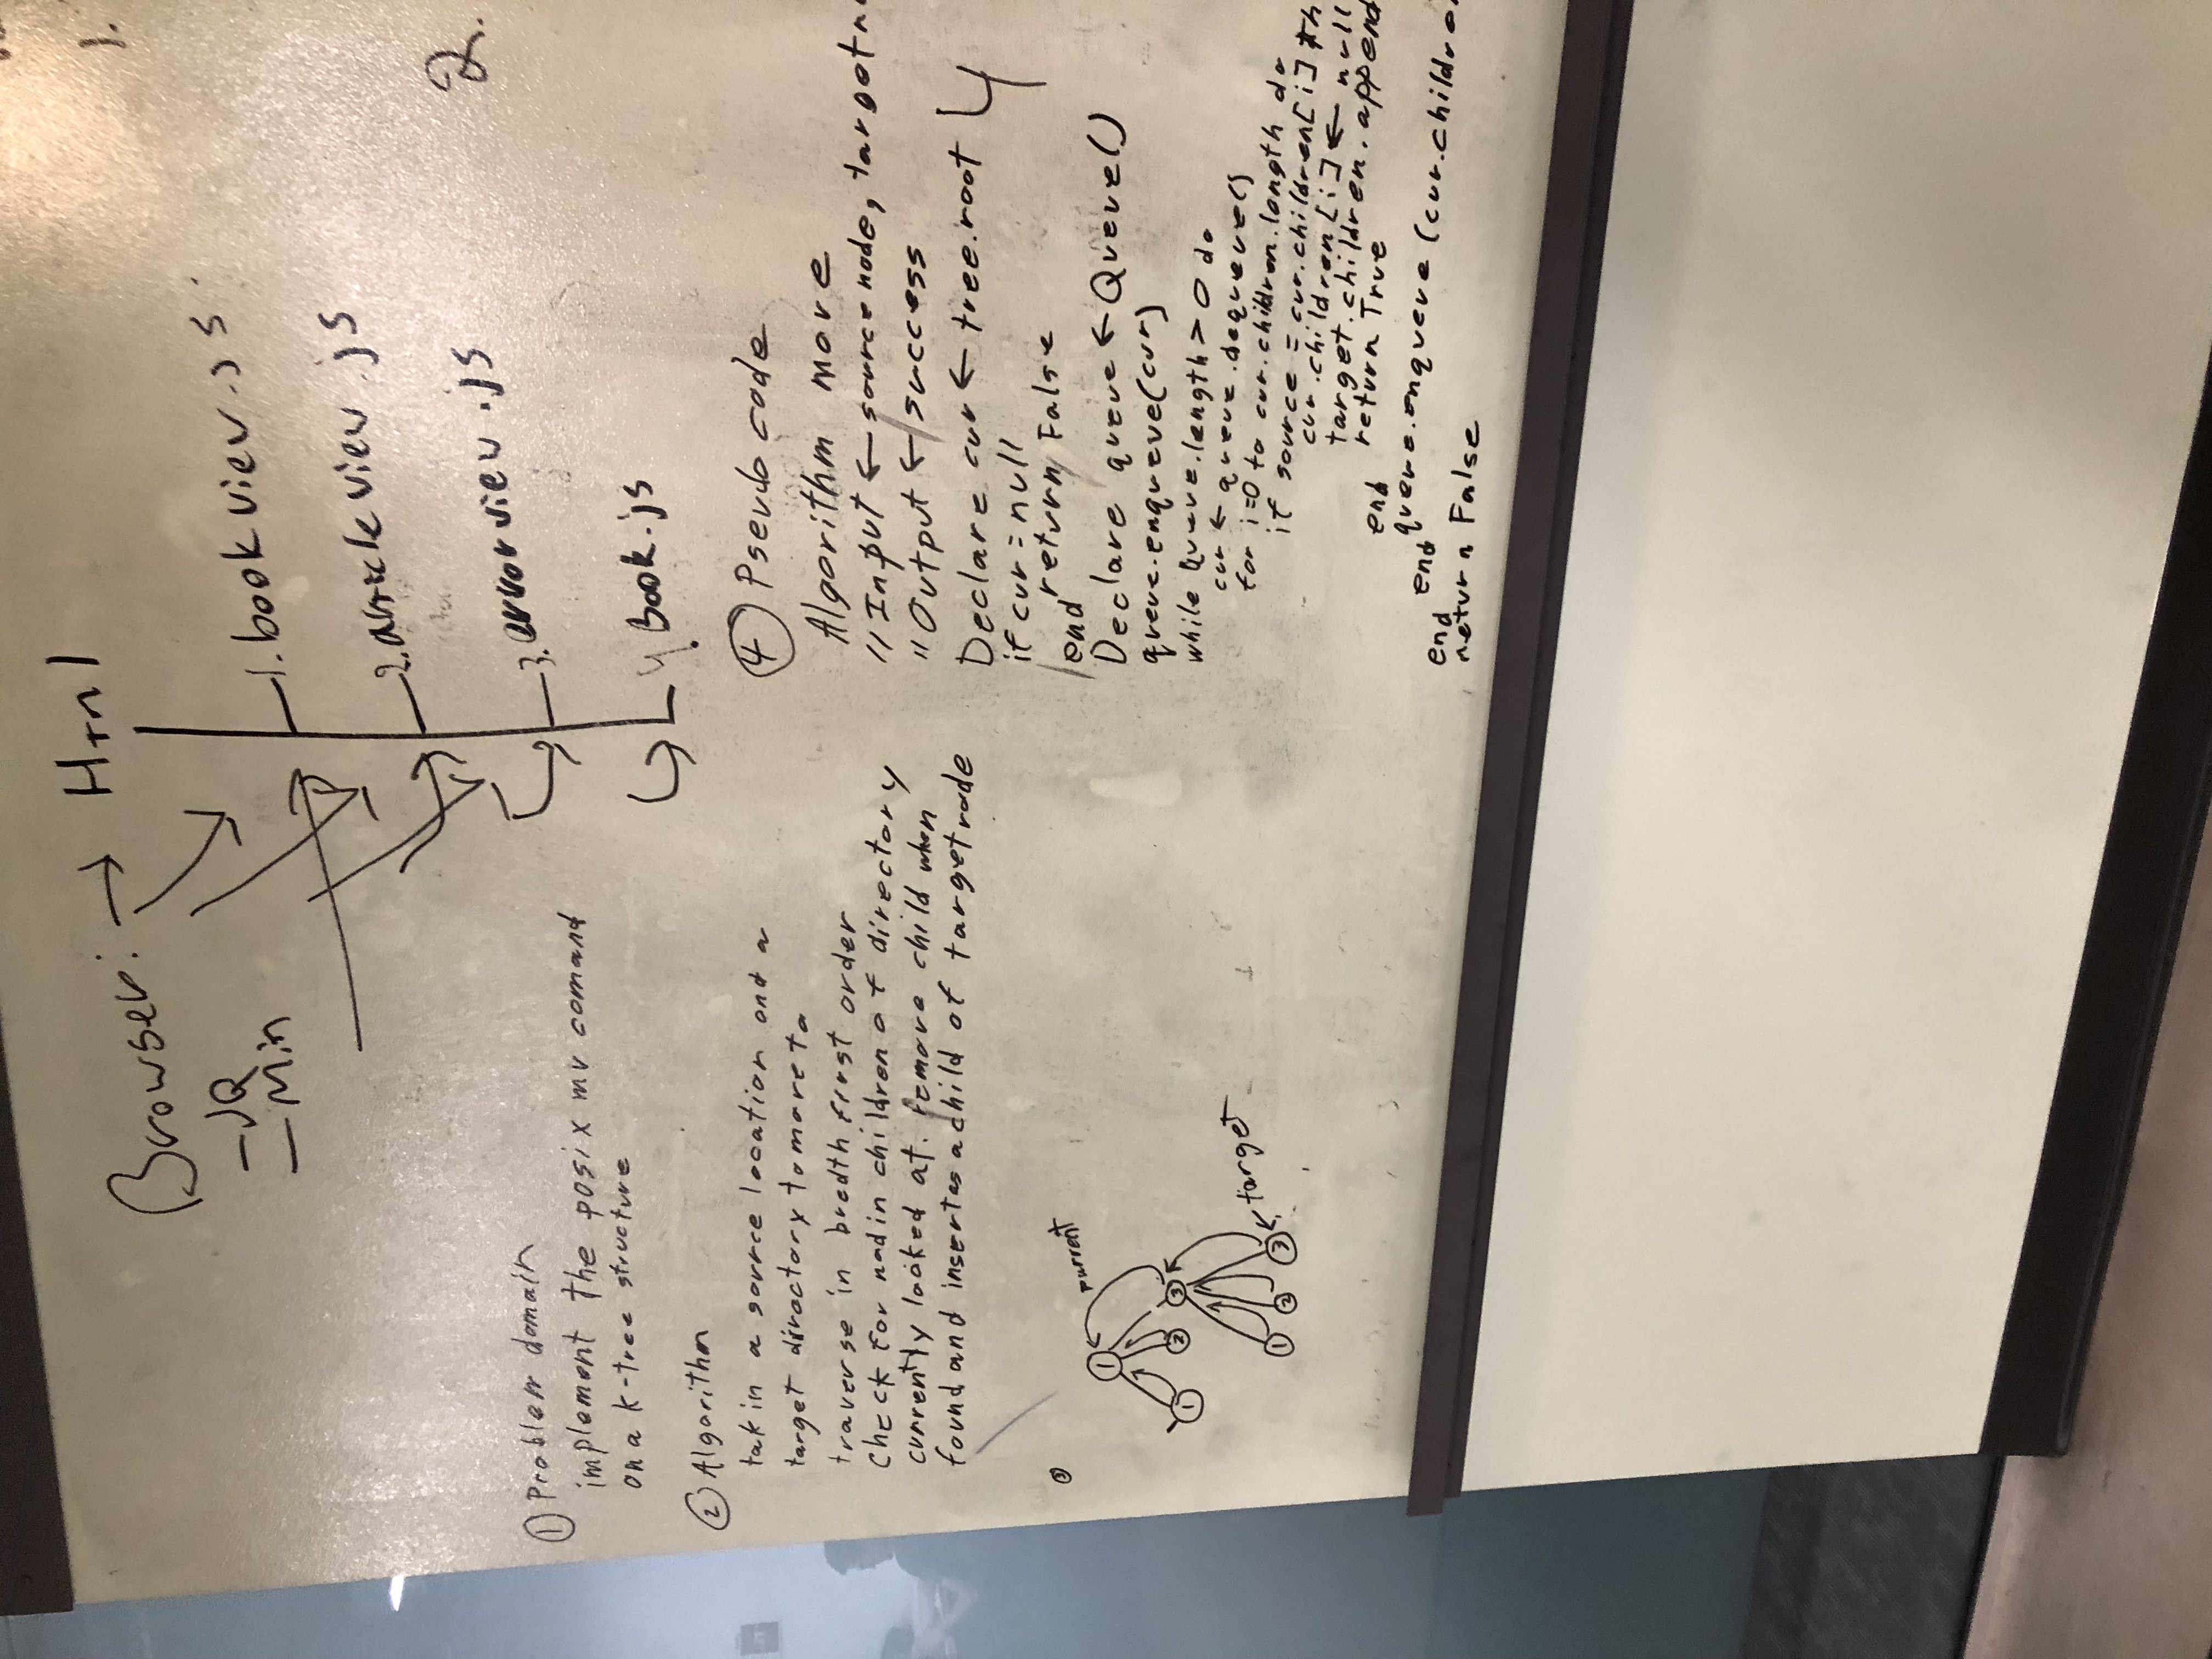 Browser: → Html
- JQ
- Min
1. book view.js
2. article view.js
3. error view.js
4. Book.js
1.
2.
① Problem domain
implement the posix mv comand
on a k-tree structure
② Algorithm
tak in a source location and a
target directory to move to
traverse in bredth first order
check for nod in children of directory
currently looked at. remove child when
found and insert as a child of target node
③
current
1
1 2 3
1 2 3
← target
④ Pseudo code
Algorithm move
// Input ← source node, target n
// Output ← success
Declare cur ← tree.root
4
if cur = null
return False
end
Declare queue ← Queue()
queue.enqueue(cur)
while Queue.length > 0 do
cur ← queue.dequeue()
for i=0 to cur.children.length do
if source = cur.children[i] th
cur.children[i] ← null
target.children.append
return True
end
queue.enqueue (cur.childre
end
end
return False